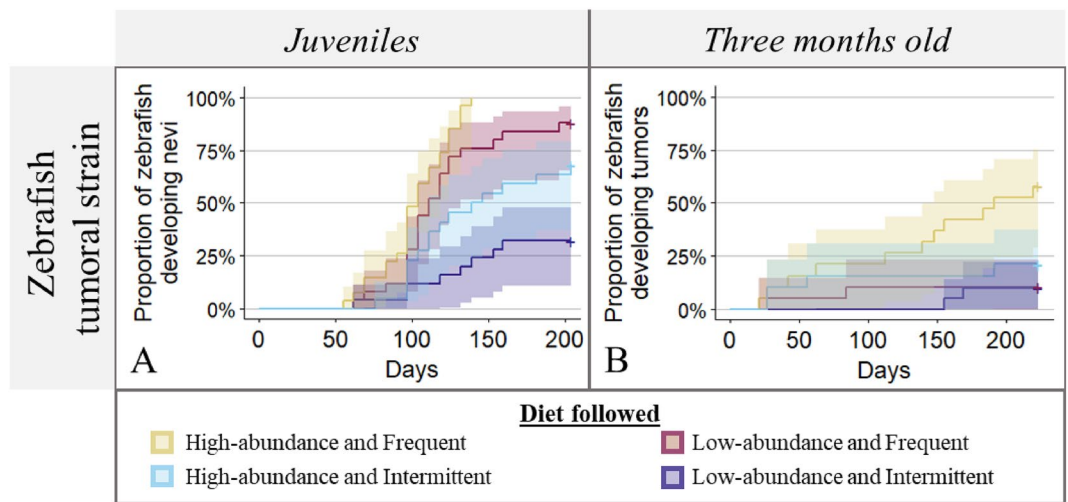 Juveniles
Three months old
Zebrafish
tumoral strain
Proportion of zebrafish
developing nevi
100%
75%
50%
25%
0%
0 50 100 150 200
Days
A
Proportion of zebrafish
developing tumors
100%
75%
50%
25%
0%
0 50 100 150 200
Days
B
Diet followed
High-abundance and Frequent
Low-abundance and Frequent
High-abundance and Intermittent
Low-abundance and Intermittent